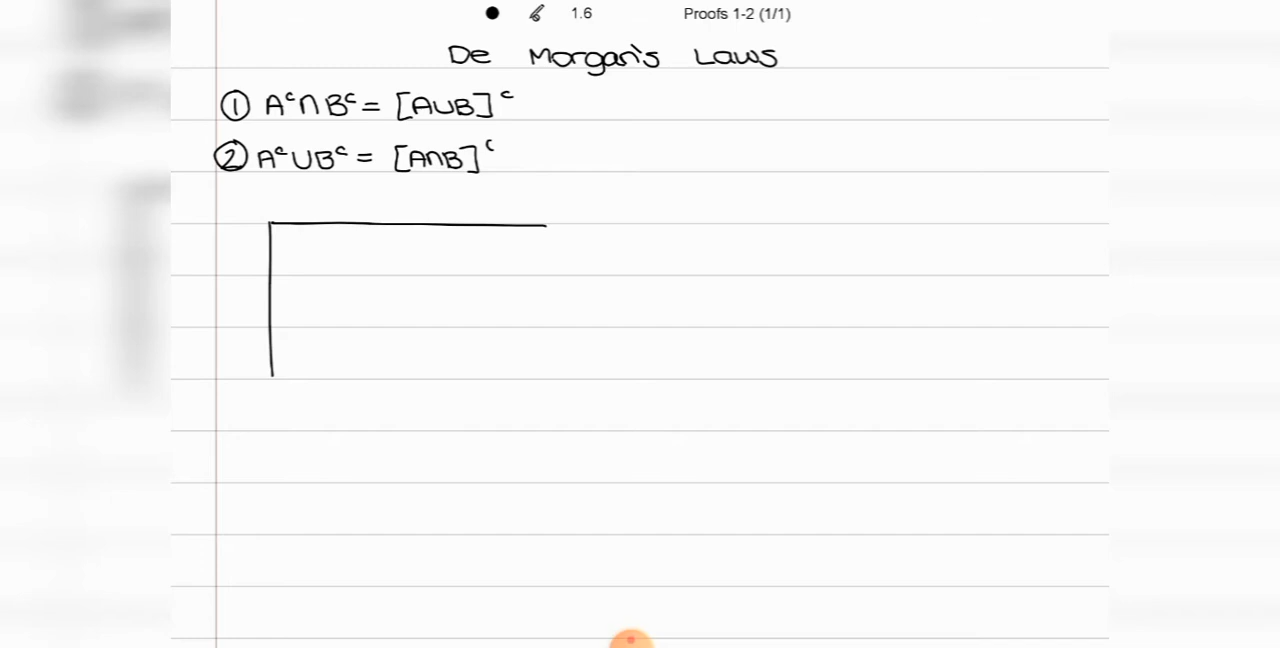 1.6 Proofs 1-2 (1/1)
De Morgan's Laws
① Aᶜ∩Bᶜ = [A∪B]ᶜ
② Aᶜ∪Bᶜ = [A∩B]ᶜ